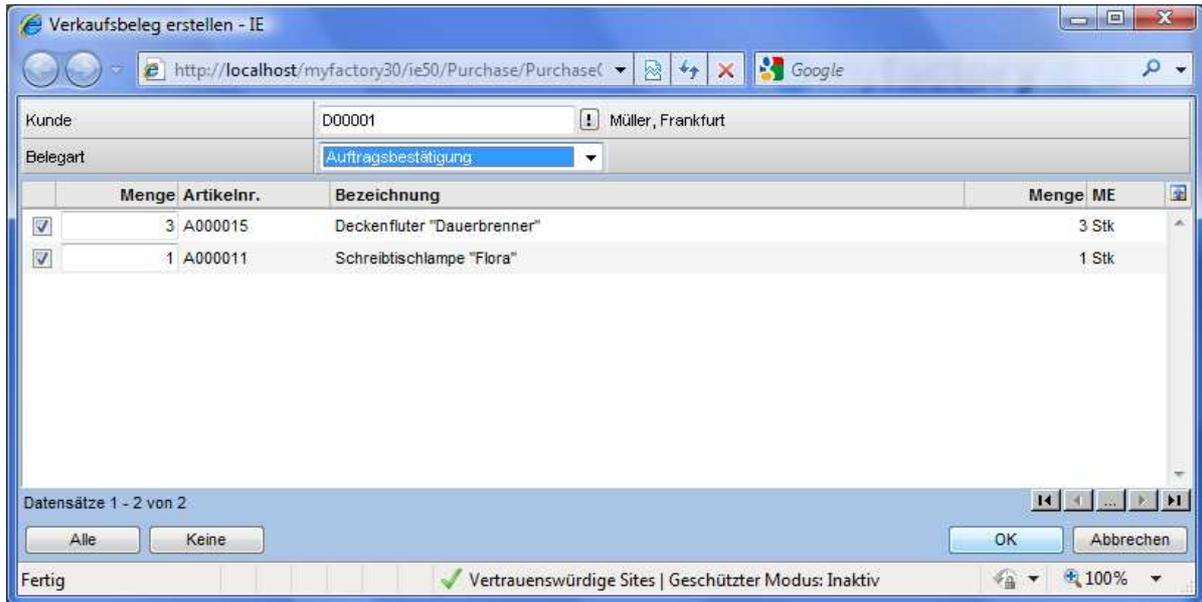 Verkaufsbeleg erstellen - IE
http://localhost/myfactory30/ie50/Purchase/Purchase( Google
Kunde D00001 ! Müller, Frankfurt
Belegart Auftragsbestätigung
Menge Artikelnr. Bezeichnung Menge ME
3 A000015 Deckenfluter "Dauerbrenner" 3 Stk
1 A000011 Schreibtischlampe "Flora" 1 Stk
Datensätze 1 - 2 von 2 ...
Alle Keine OK Abbrechen
Fertig Vertrauenswürdige Sites | Geschützter Modus: Inaktiv 100%